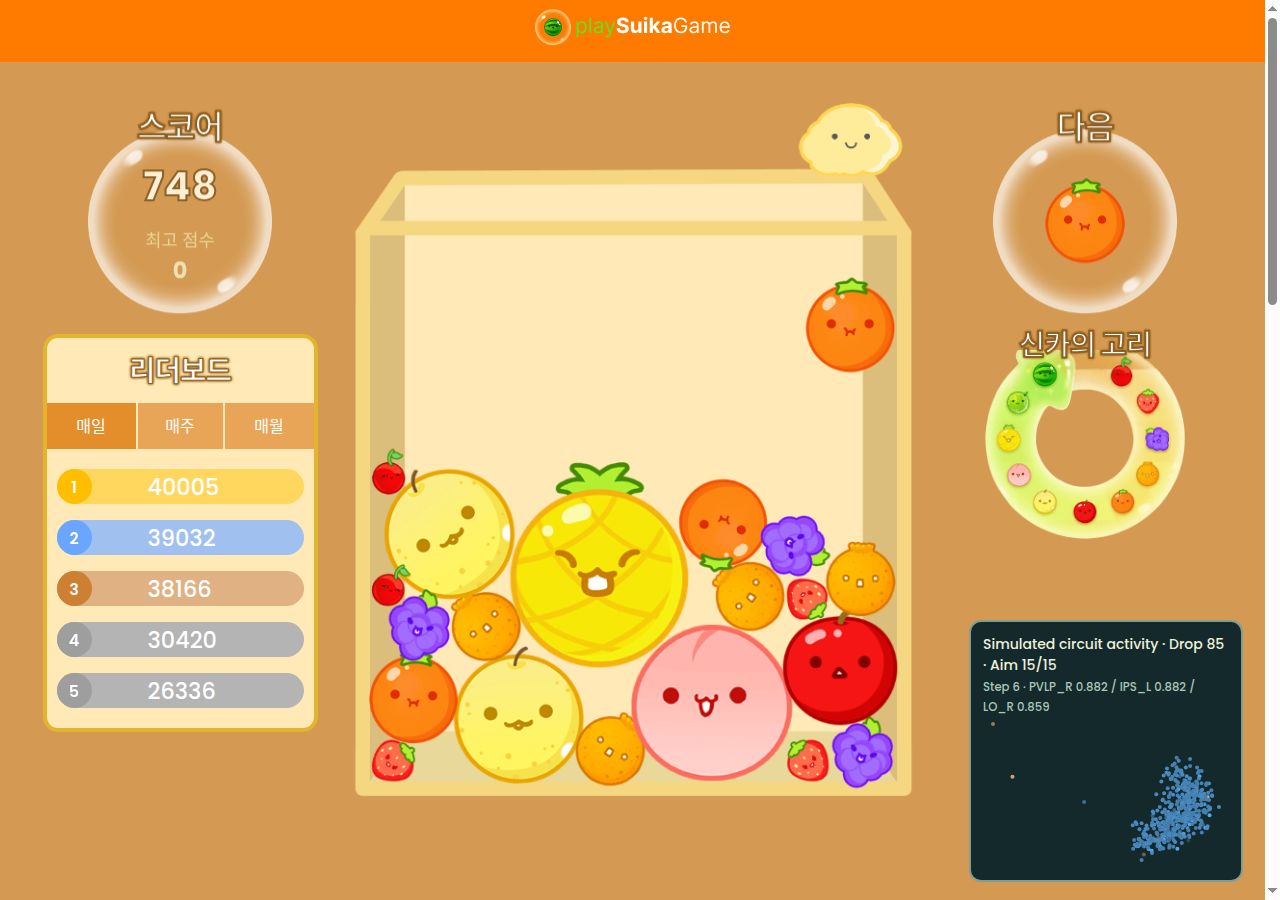 playSuikaGame
스코어
748
최고 점수
0
다음
리더보드
매일 매주 매월
1 40005
2 39032
3 38166
4 30420
5 26336
신카의 고리
Simulated circuit activity · Drop 85
· Aim 15/15
Step 6 · PVLP_R 0.882 / IPS_L 0.882 /
LO_R 0.859